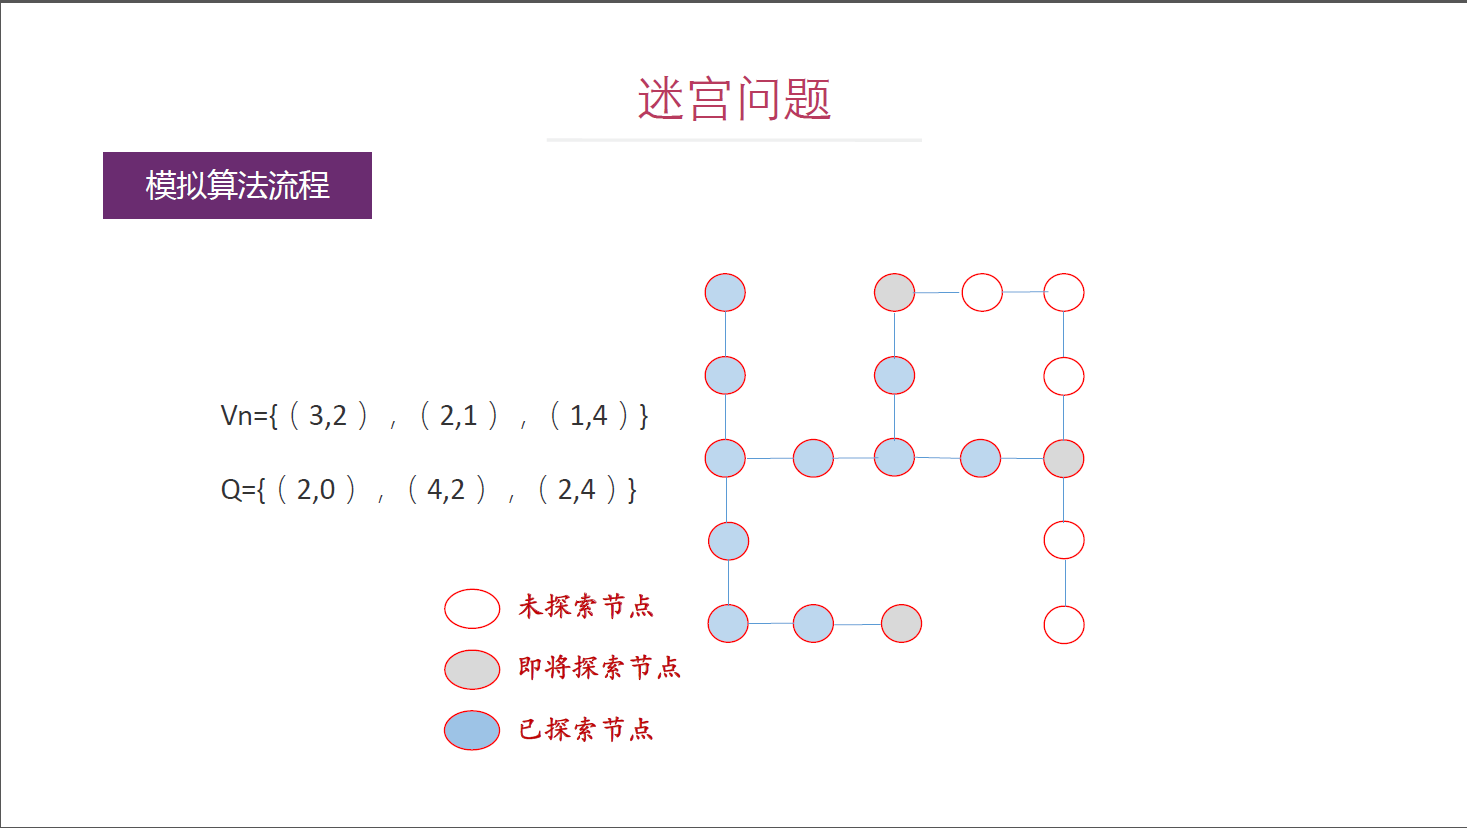 迷宫问题
模拟算法流程
Vn={（3,2），（2,1），（1,4）}
Q={（2,0），（4,2），（2,4）}
未探索节点
即将探索节点
已探索节点